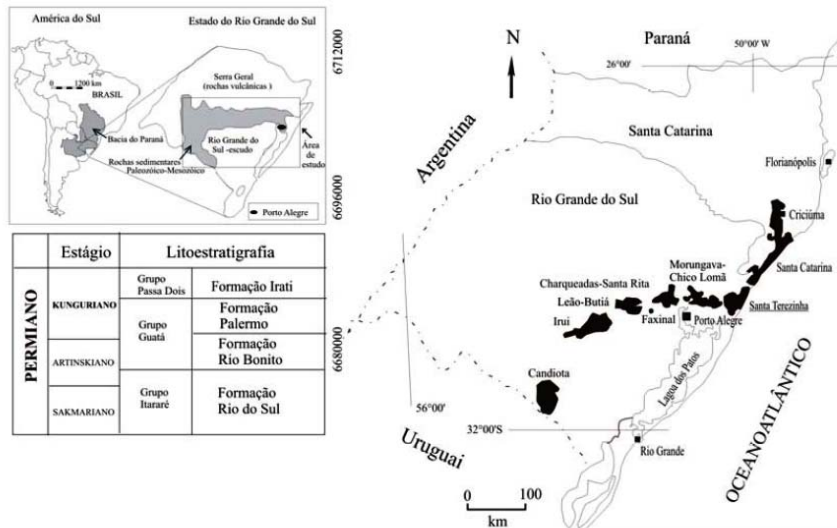 América do Sul
Estado do Rio Grande do Sul
0 1200 km
BRASIL
Bacia do Paraná
Serra Geral
(rochas vulcânicas )
Rio Grande do
Sul -escudo
Rochas sedimentares
Paleozóico-Mesozóico
Área
de
estudo
Porto Alegre
6712000
6696000
6680000
PERMIANO
Estágio
Litoestratigrafia
KUNGURIANO
Grupo
Passa Dois
Formação Irati
Grupo
Guatá
Formação
Palermo
ARTINSKIANO
Formação
Rio Bonito
SAKMARIANO
Grupo
Itararé
Formação
Rio do Sul
N
Paraná
50°00' W
26°00'
Santa Catarina
Argentina
Florianópolis
Rio Grande do Sul
Criciúma
Morungava-
Chico Lomã
Santa Catarina
Charqueadas-Santa Rita
Leão-Butiá
Santa Terezinha
Irui
Faxinal
Porto Alegre
Candiota
Lagoa dos Patos
56°00'
32°00'S
Uruguai
Rio Grande
OCEANOATLÂNTICO
0 100
km